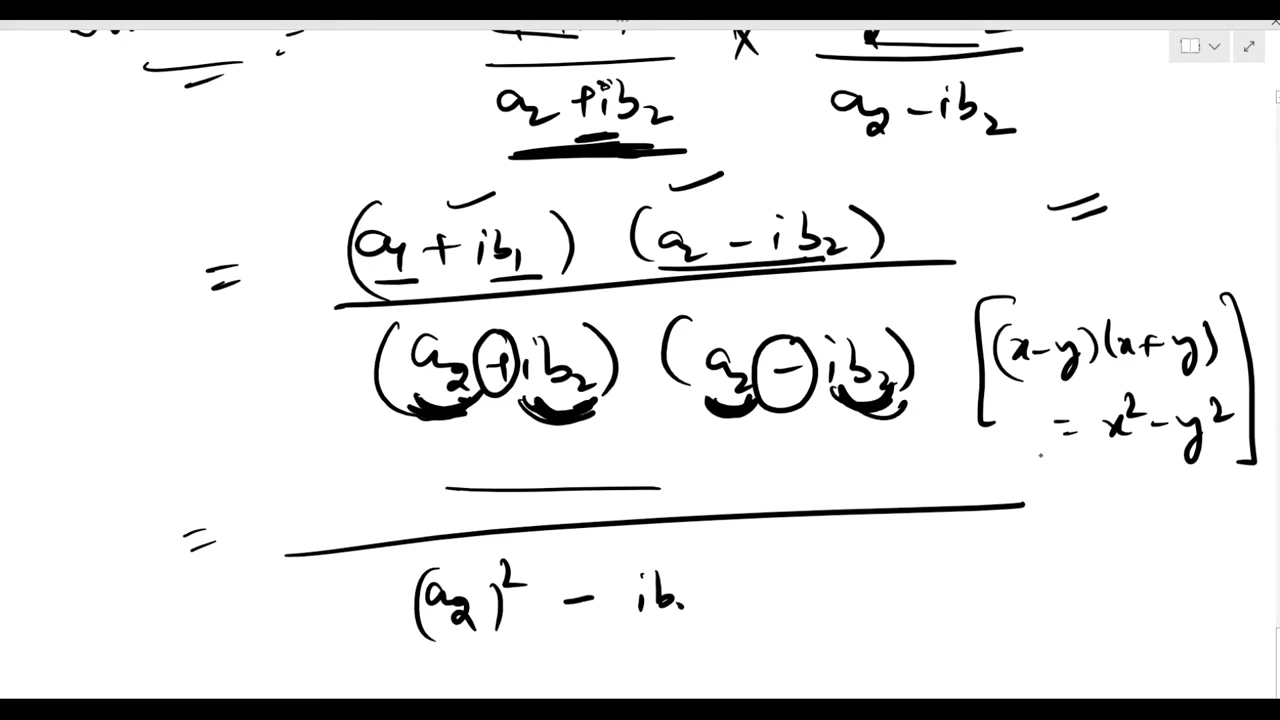 a₂ + ib₂ × a₂ - ib₂
= (a₁ + ib₁) (a₂ - ib₂) =
(a₂ + ib₂) (a₂ - ib₂) [(x-y)(x+y)
= x² - y²]
=
(a₂)² - ib